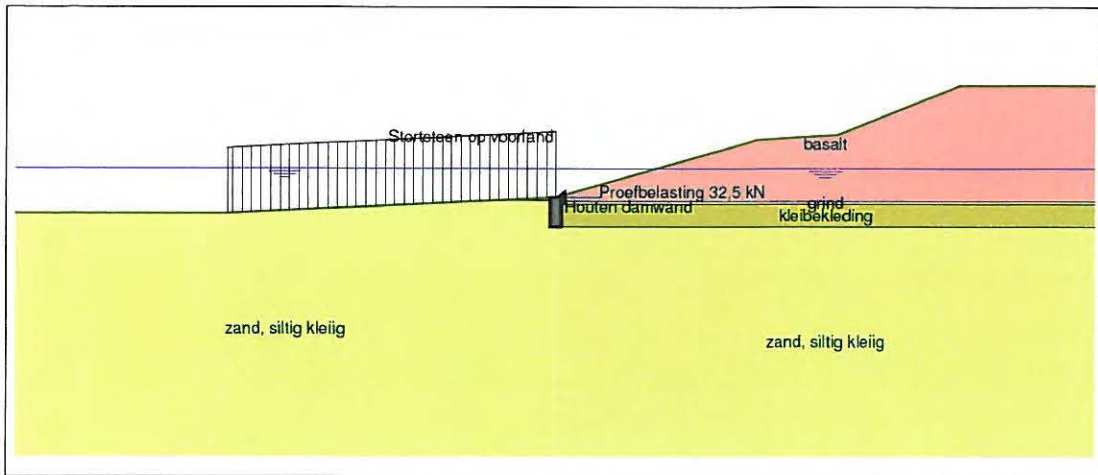 Stortsteen op voorland
basalt
Proefbelasting 32,5 kN
Houten damwand
grind
kleibekleding
zand, siltig kleiig
zand, siltig kleiig